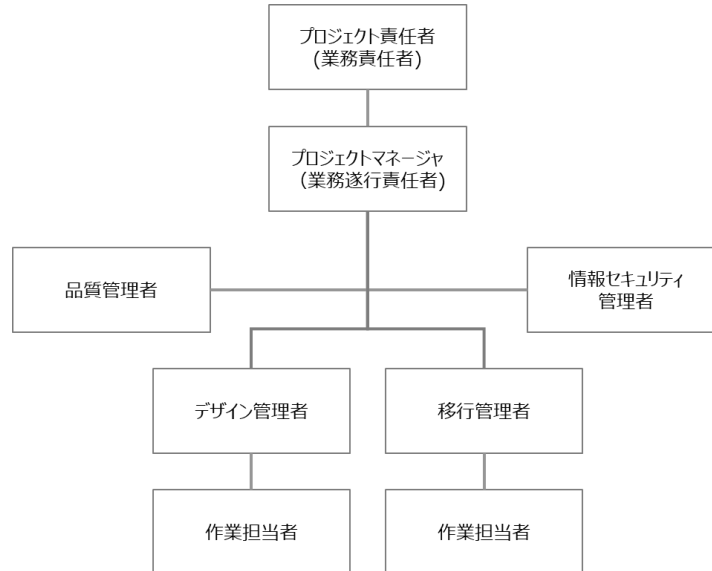 プロジェクト責任者
(業務責任者)
プロジェクトマネージャ
（業務遂行責任者)
品質管理者
情報セキュリティ
管理者
デザイン管理者
移行管理者
作業担当者
作業担当者